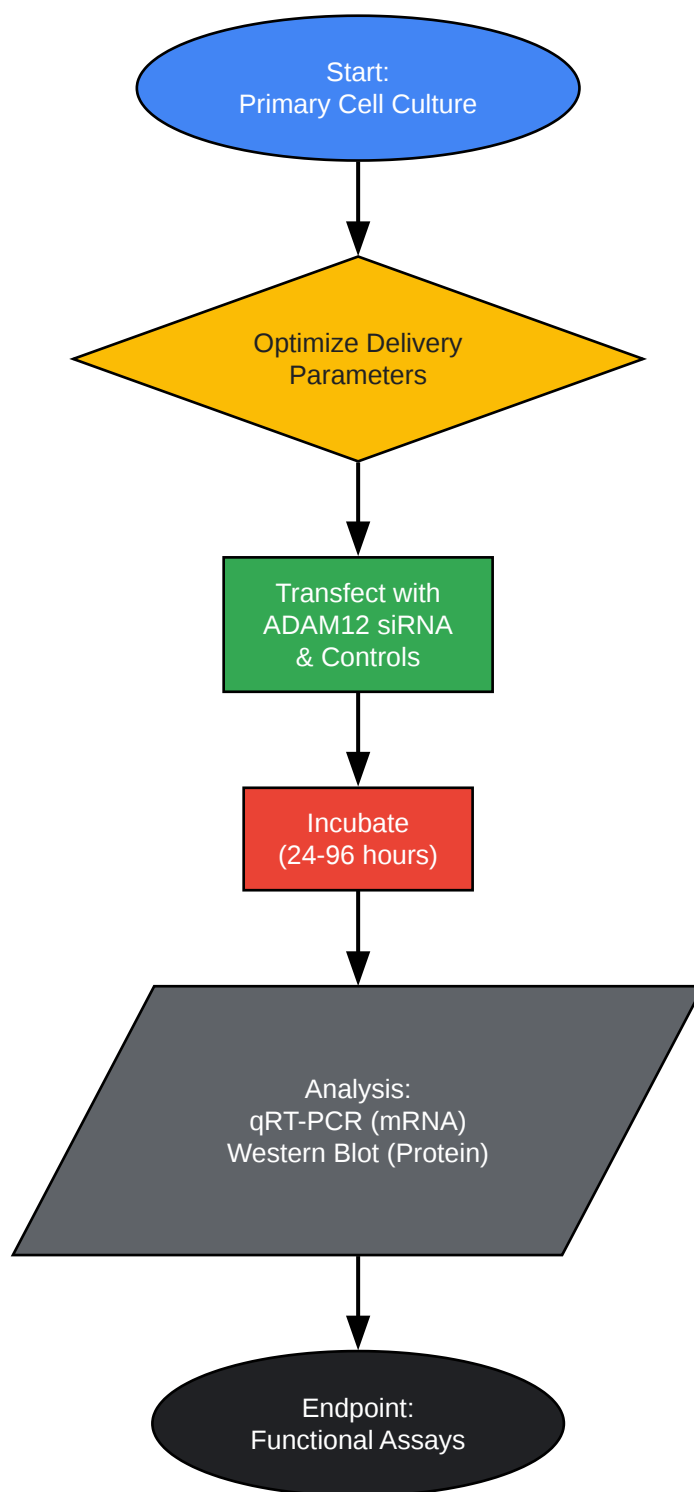 Start:
Primary Cell Culture
Optimize Delivery
Parameters
Transfect with
ADAM12 siRNA
& Controls
Incubate
(24-96 hours)
Analysis:
qRT-PCR (mRNA)
Western Blot (Protein)
Endpoint:
Functional Assays